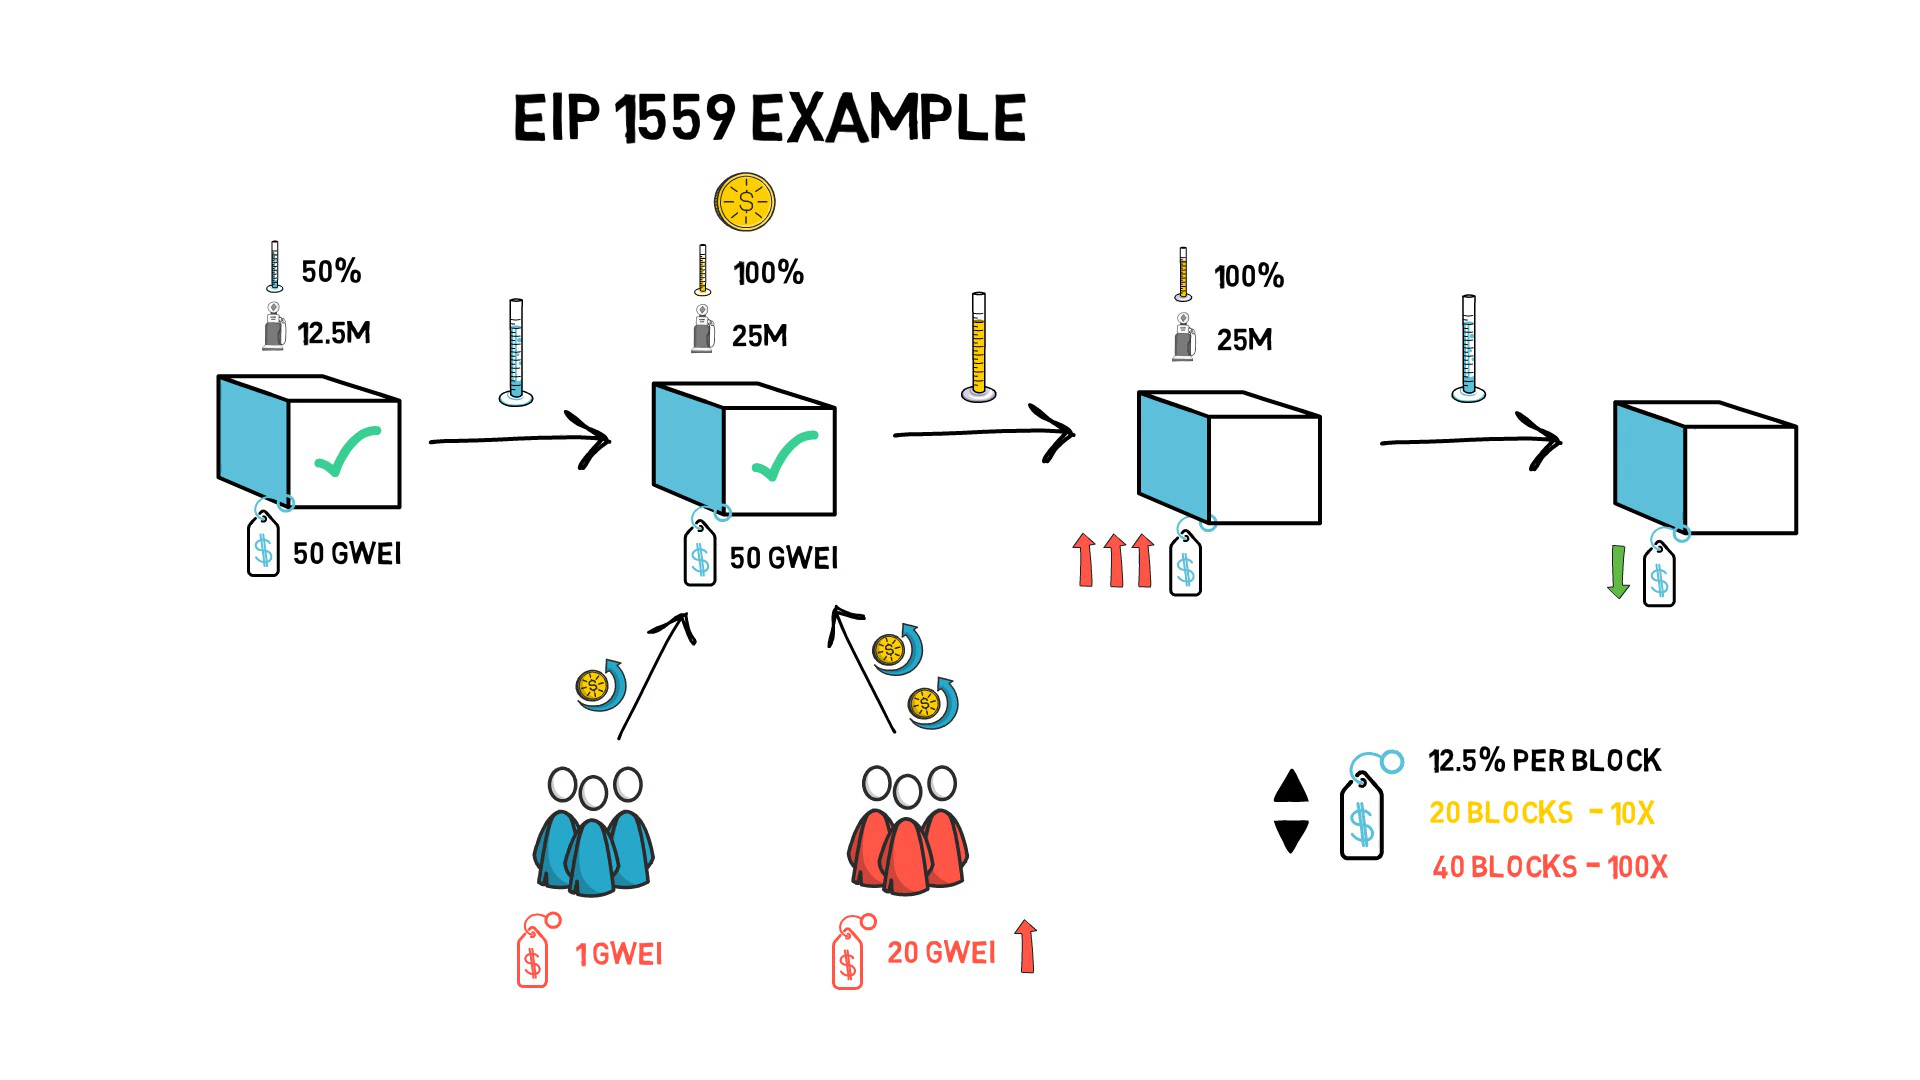 EIP 1559 EXAMPLE
50%
12.5M
50 GWEI
100%
25M
50 GWEI
100%
25M
1 GWEI
20 GWEI
12.5% PER BLOCK
20 BLOCKS - 10X
40 BLOCKS - 100X